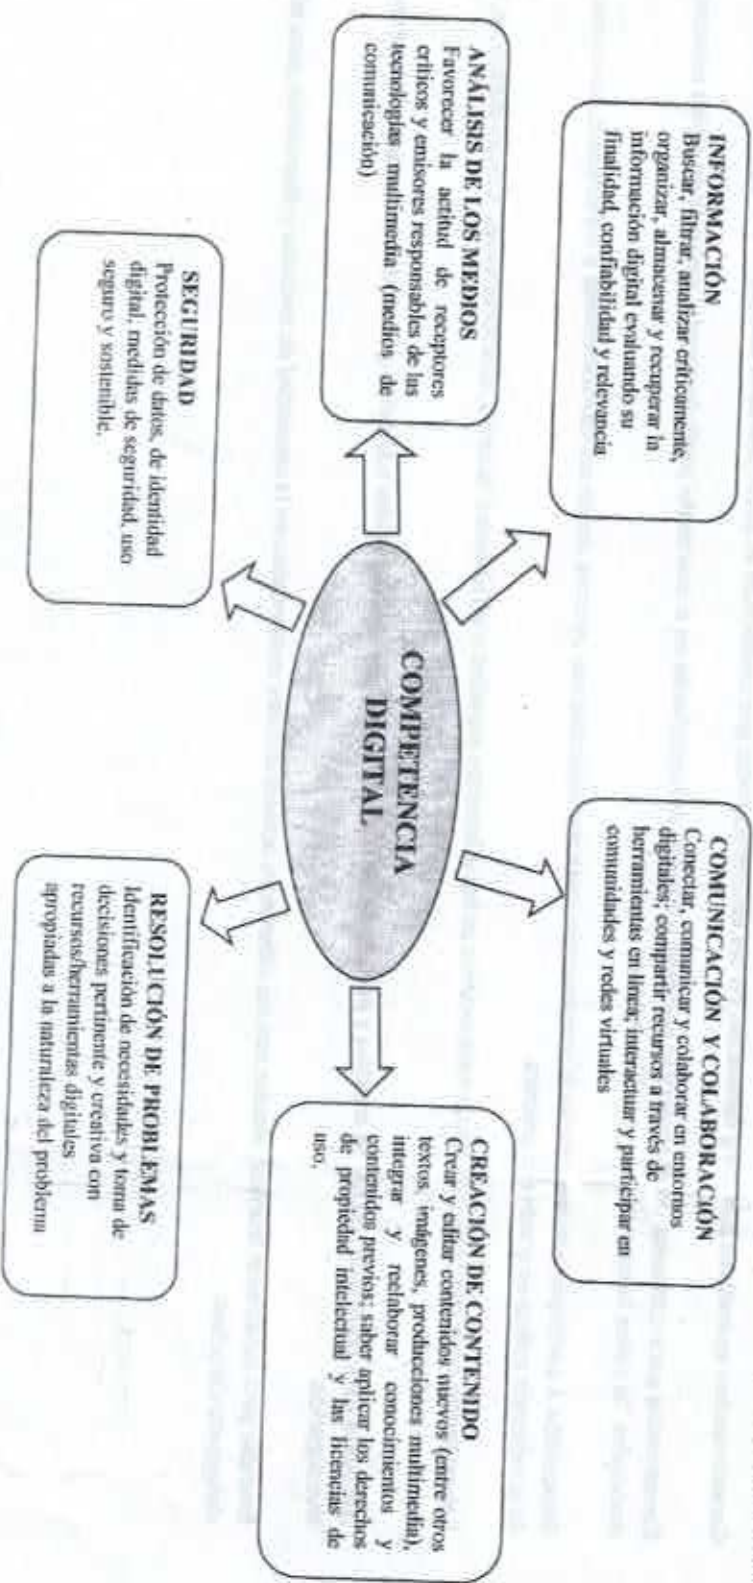 INFORMACIÓN
Buscar, filtrar, analizar críticamente,
organizar, almacenar y recuperar la
información digital evaluando su
finalidad, confiabilidad y relevancia
COMUNICACIÓN Y COLABORACIÓN
Conectar, comunicar y colaborar en entornos
digitales; compartir recursos a través de
herramientas en línea; interactuar y participar en
comunidades y redes virtuales
ANÁLISIS DE LOS MEDIOS
Favorecer la actitud de receptores
críticos y emisores responsables de las
tecnologías multimedia (medios de
comunicación)
COMPETENCIA
DIGITAL
CREACIÓN DE CONTENIDO
Crear y editar contenidos nuevos (entre otros
textos, imágenes, producciones multimedia),
integrar y reelaborar conocimientos y
contenidos previos; saber aplicar los derechos
de propiedad intelectual y las licencias de
uso.
SEGURIDAD
Protección de datos, de identidad
digital, medidas de seguridad, uso
seguro y sostenible.
RESOLUCIÓN DE PROBLEMAS
Identificación de necesidades y toma de
decisiones pertinente y creativa con
recursos/herramientas digitales
apropiadas a la naturaleza del problema